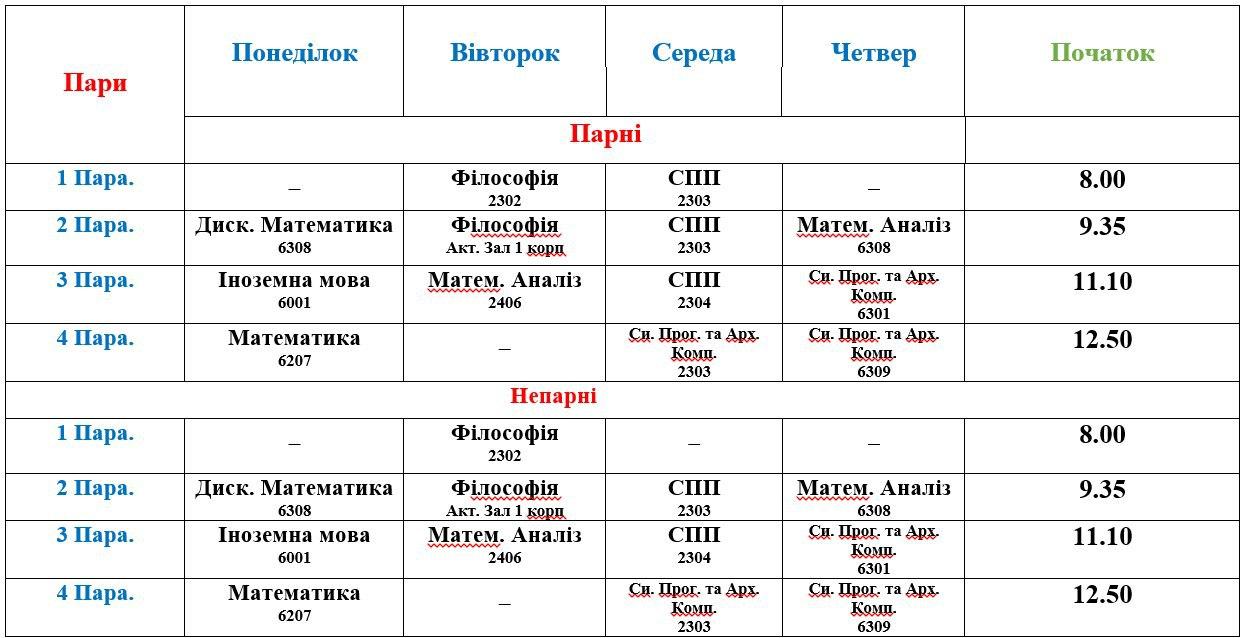 Пари Понеділок Вівторок Середа Четвер Початок
Парні
1 Пара. _ Філософія СПП _ 8.00
2302 2303
2 Пара. Диск. Математика Філософія СПП Матем. Аналіз 9.35
6308 Акт. Зал 1 корп 2303 6308
3 Пара. Іноземна мова Матем. Аналіз СПП Си. Прог. та Арх. 11.10
Комп.
6001 2406 2304 6301
4 Пара. Математика _ Си. Прог. та Арх. Си. Прог. та Арх. 12.50
Комп. Комп.
6207 2303 6309
Непарні
1 Пара. _ Філософія _ _ 8.00
2302
2 Пара. Диск. Математика Філософія СПП Матем. Аналіз 9.35
6308 Акт. Зал 1 корп 2303 6308
3 Пара. Іноземна мова Матем. Аналіз СПП Си. Прог. та Арх. 11.10
Комп.
6001 2406 2304 6301
4 Пара. Математика _ Си. Прог. та Арх. Си. Прог. та Арх. 12.50
Комп. Комп.
6207 2303 6309